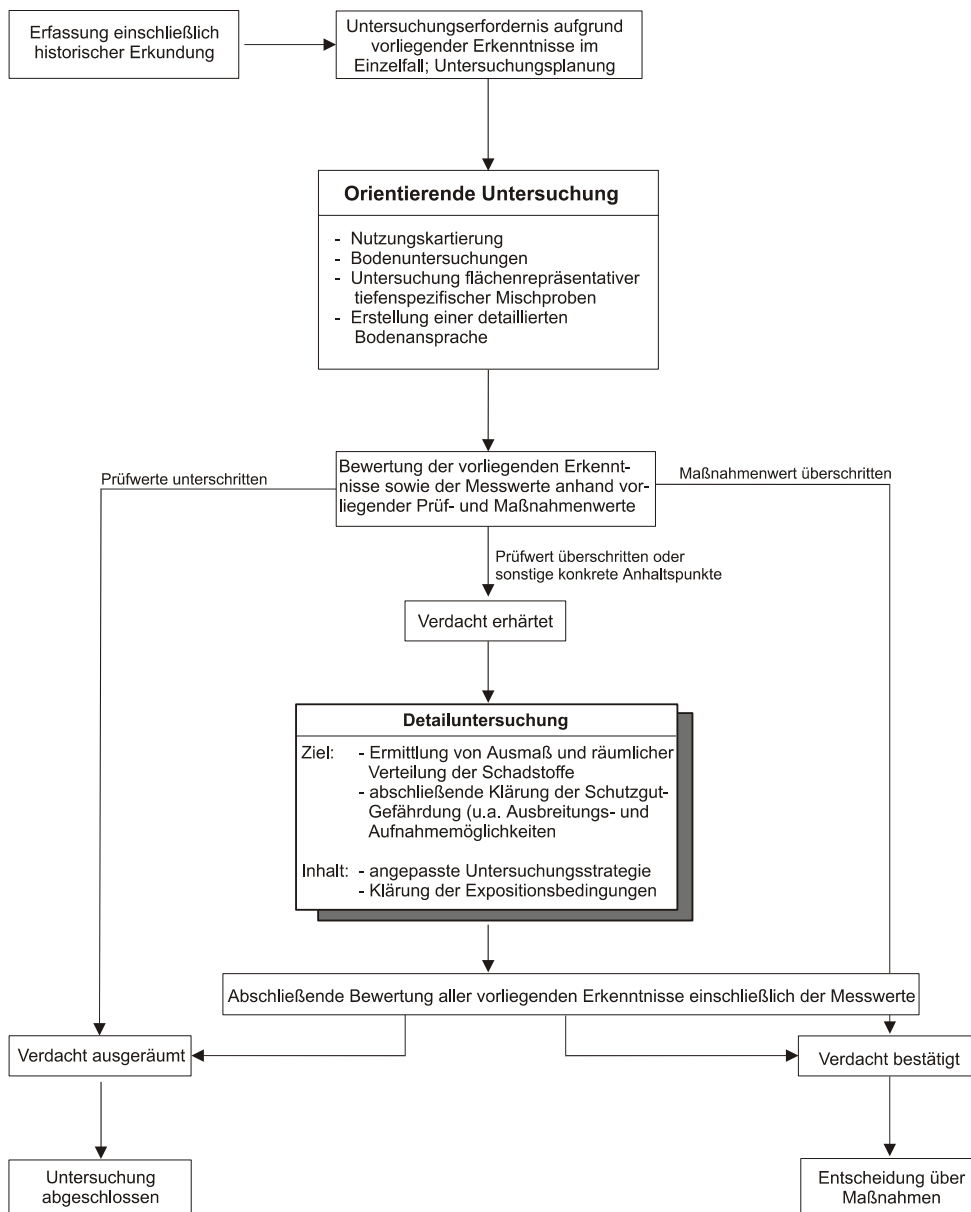 Erfassung einschließlich
historischer Erkundung
Untersuchungserfordernis aufgrund
vorliegender Erkenntnisse im
Einzelfall; Untersuchungsplanung
Orientierende Untersuchung
- Nutzungskartierung
- Bodenuntersuchungen
- Untersuchung flächenrepräsentativer
tiefenspezifischer Mischproben
- Erstellung einer detaillierten
Bodenansprache
Prüfwerte unterschritten
Bewertung der vorliegenden Erkennt-
nisse sowie der Messwerte anhand vor-
liegender Prüf- und Maßnahmenwerte
Maßnahmenwert überschritten
Prüfwert überschritten oder
sonstige konkrete Anhaltspunkte
Verdacht erhärtet
Detailuntersuchung
Ziel: - Ermittlung von Ausmaß und räumlicher
Verteilung der Schadstoffe
- abschließende Klärung der Schutzgut-
Gefährdung (u.a. Ausbreitungs- und
Aufnahmemöglichkeiten
Inhalt: - angepasste Untersuchungsstrategie
- Klärung der Expositionsbedingungen
Abschließende Bewertung aller vorliegenden Erkenntnisse einschließlich der Messwerte
Verdacht ausgeräumt
Verdacht bestätigt
Untersuchung
abgeschlossen
Entscheidung über
Maßnahmen